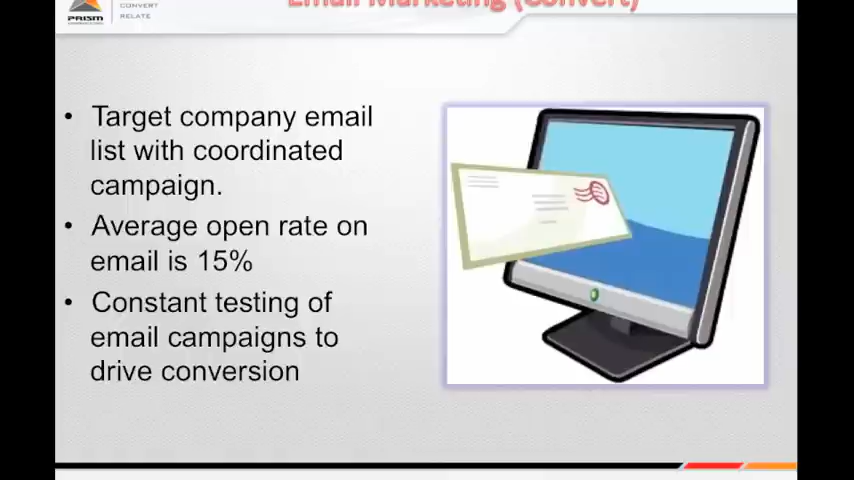 CONVERT
PRISM
RELATE
Email Marketing (Convert)
• Target company email
list with coordinated
campaign.
• Average open rate on
email is 15%
• Constant testing of
email campaigns to
drive conversion